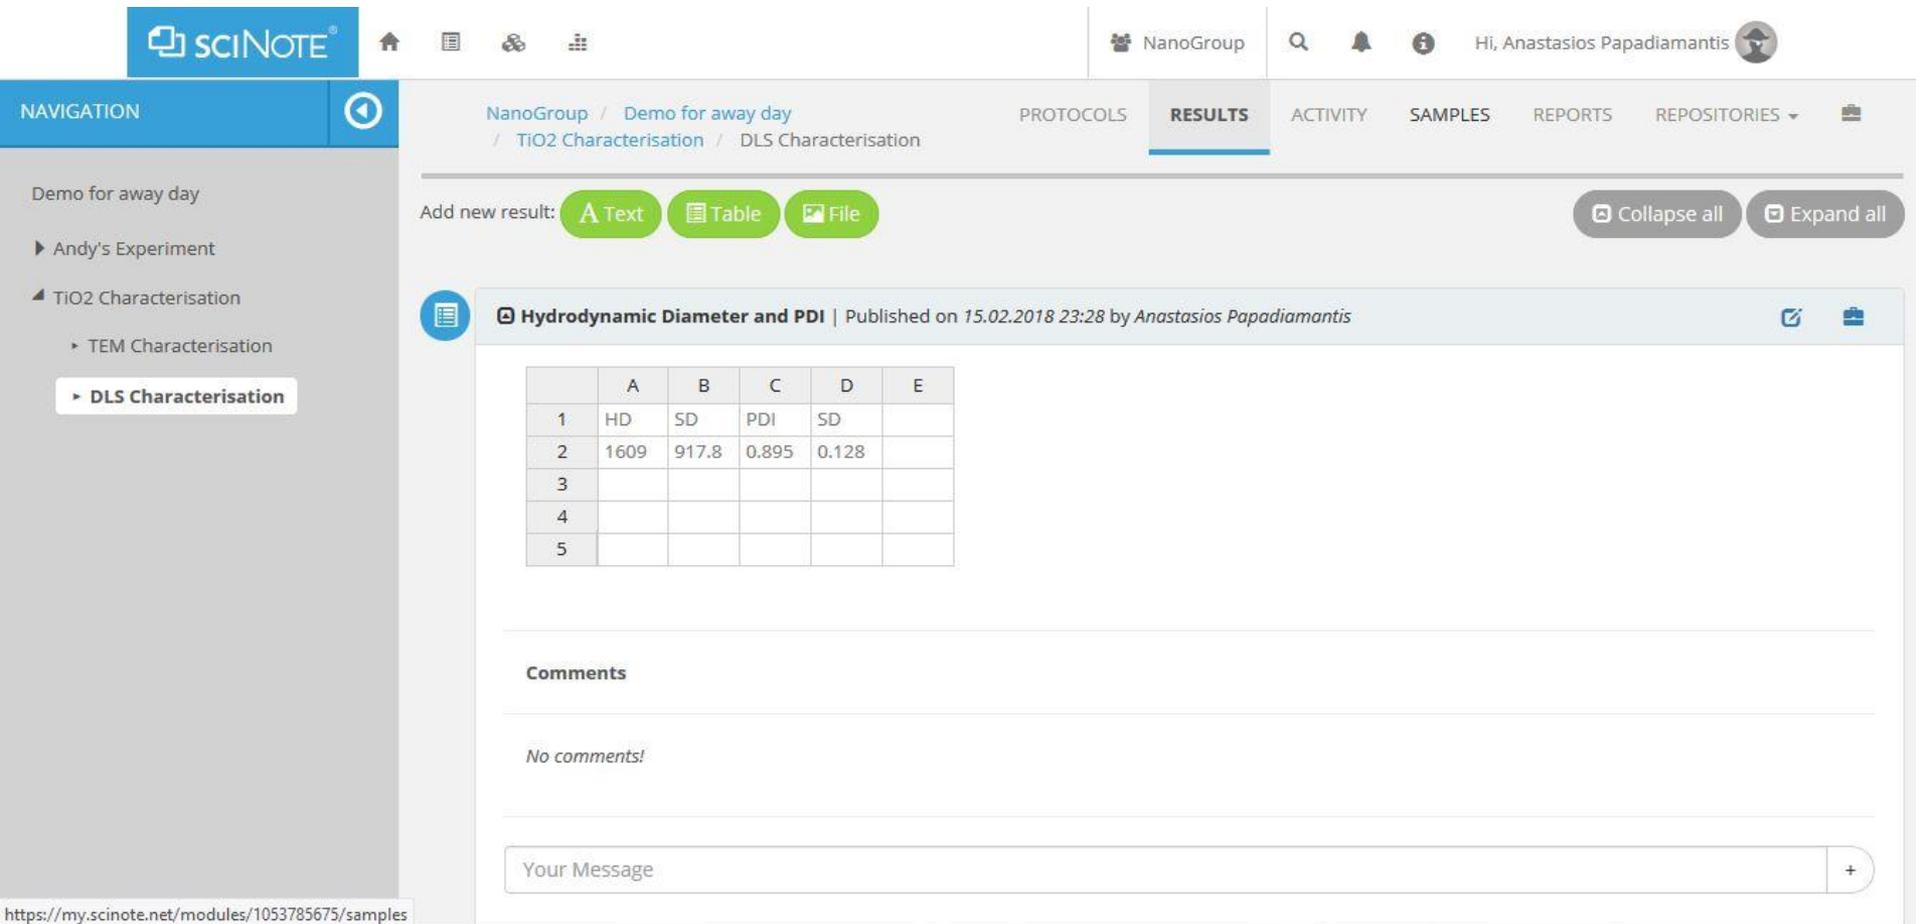 SCINOTE®
NanoGroup
Hi, Anastasios Papadiamantis
NAVIGATION
NanoGroup / Demo for away day
/ TiO2 Characterisation / DLS Characterisation
PROTOCOLS RESULTS ACTIVITY SAMPLES REPORTS REPOSITORIES
Demo for away day
Andy's Experiment
TiO2 Characterisation
TEM Characterisation
DLS Characterisation
Add new result: A Text Table File
Collapse all Expand all
Hydrodynamic Diameter and PDI | Published on 15.02.2018 23:28 by Anastasios Papadiamantis
A B C D E
1 HD SD PDI SD
2 1609 917.8 0.895 0.128
3
4
5
Comments
No comments!
Your Message +
https://my.scinote.net/modules/1053785675/samples